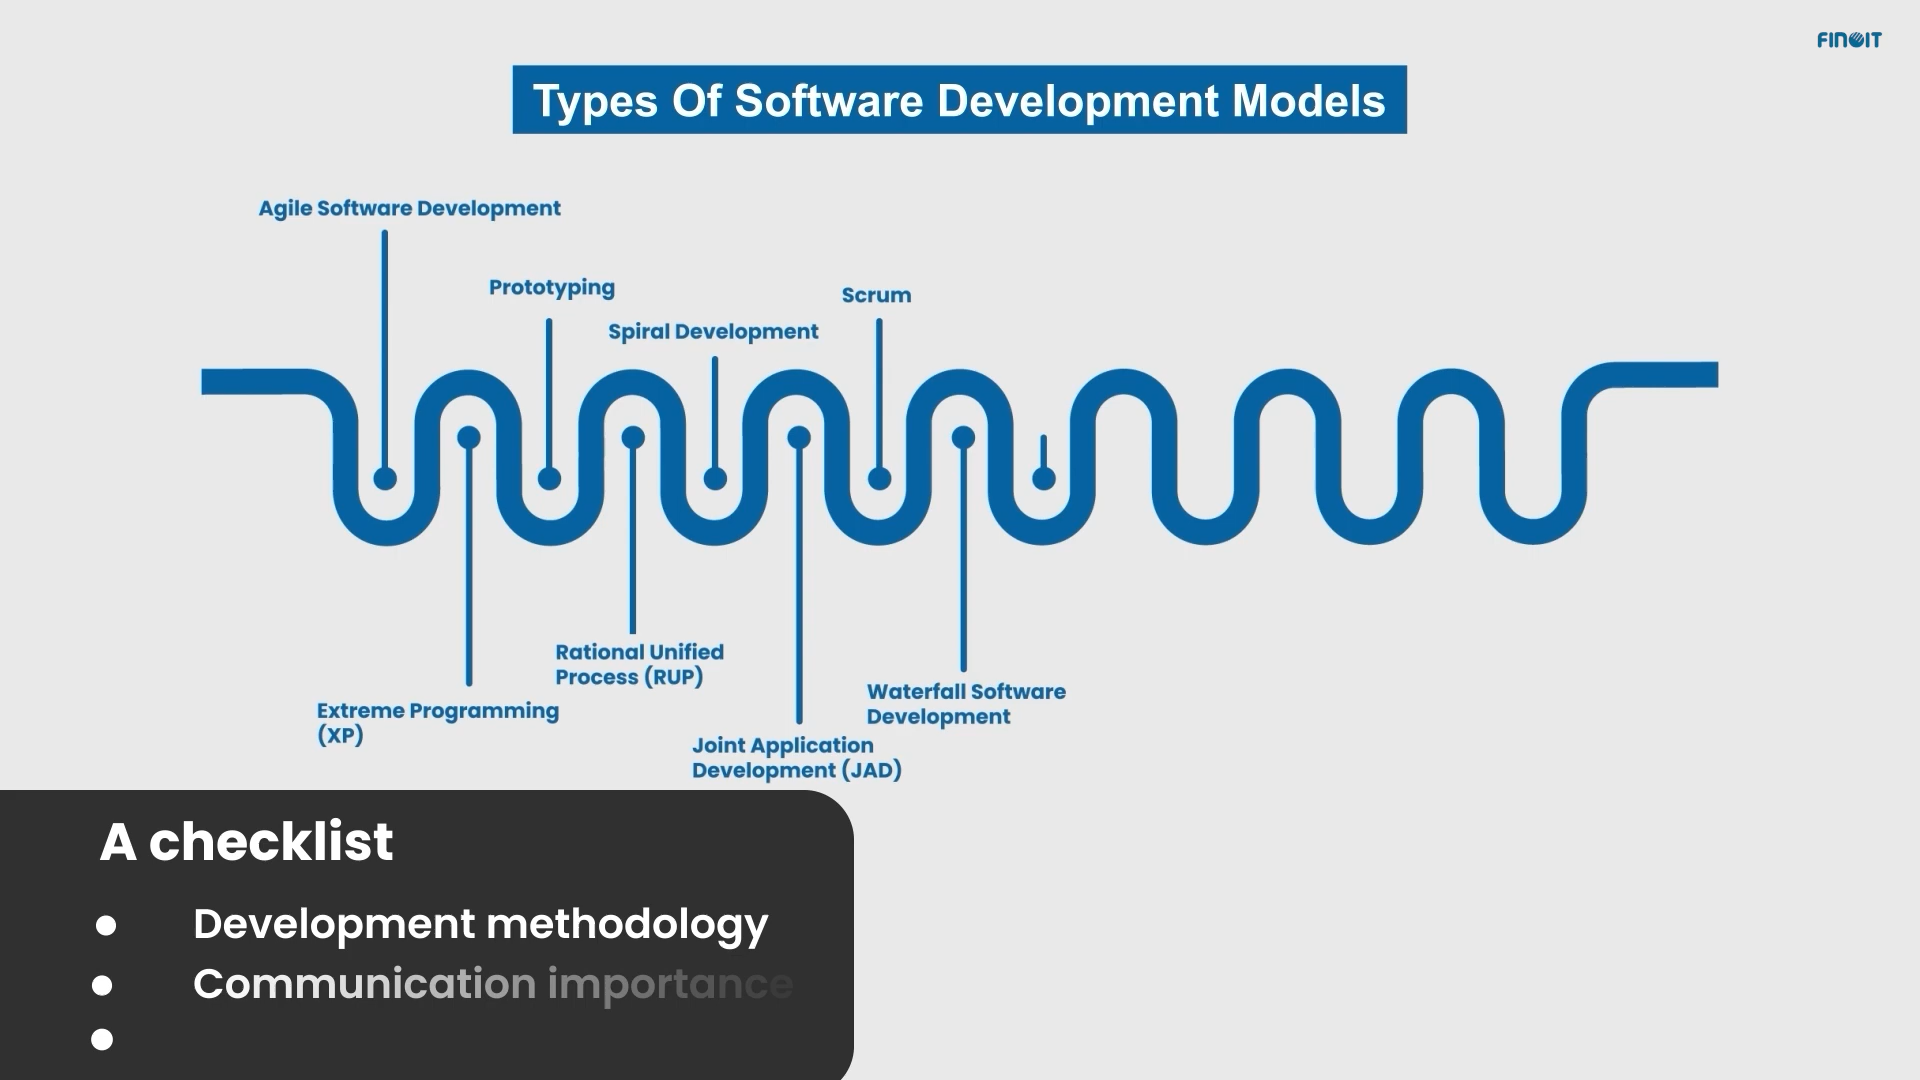 FINOIT
Types Of Software Development Models
Agile Software Development
Prototyping
Scrum
Spiral Development
Rational Unified
Process (RUP)
Waterfall Software
Development
Extreme Programming
(XP)
Joint Application
Development (JAD)
A checklist
● Development methodology
● Communication importance
●